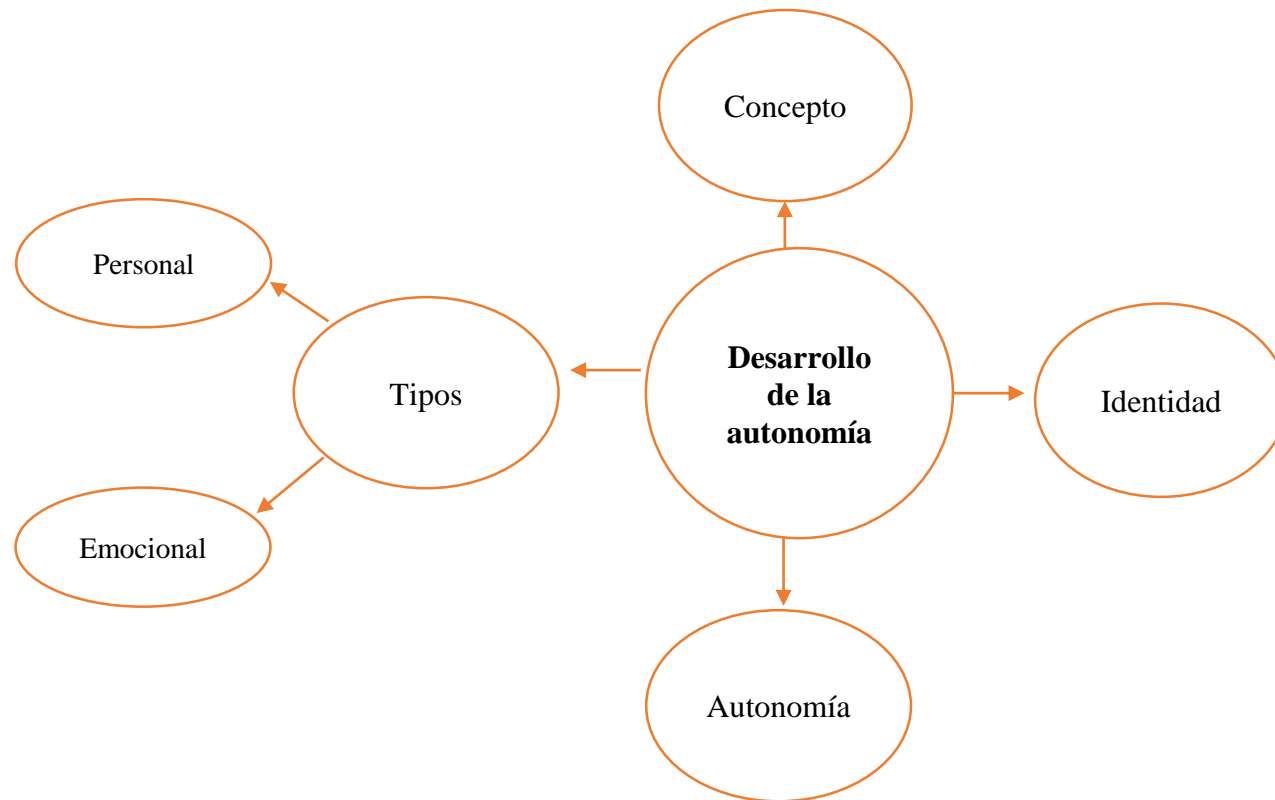 Concepto
Personal
Desarrollo
de la
autonomía
Tipos
Identidad
Emocional
Autonomía